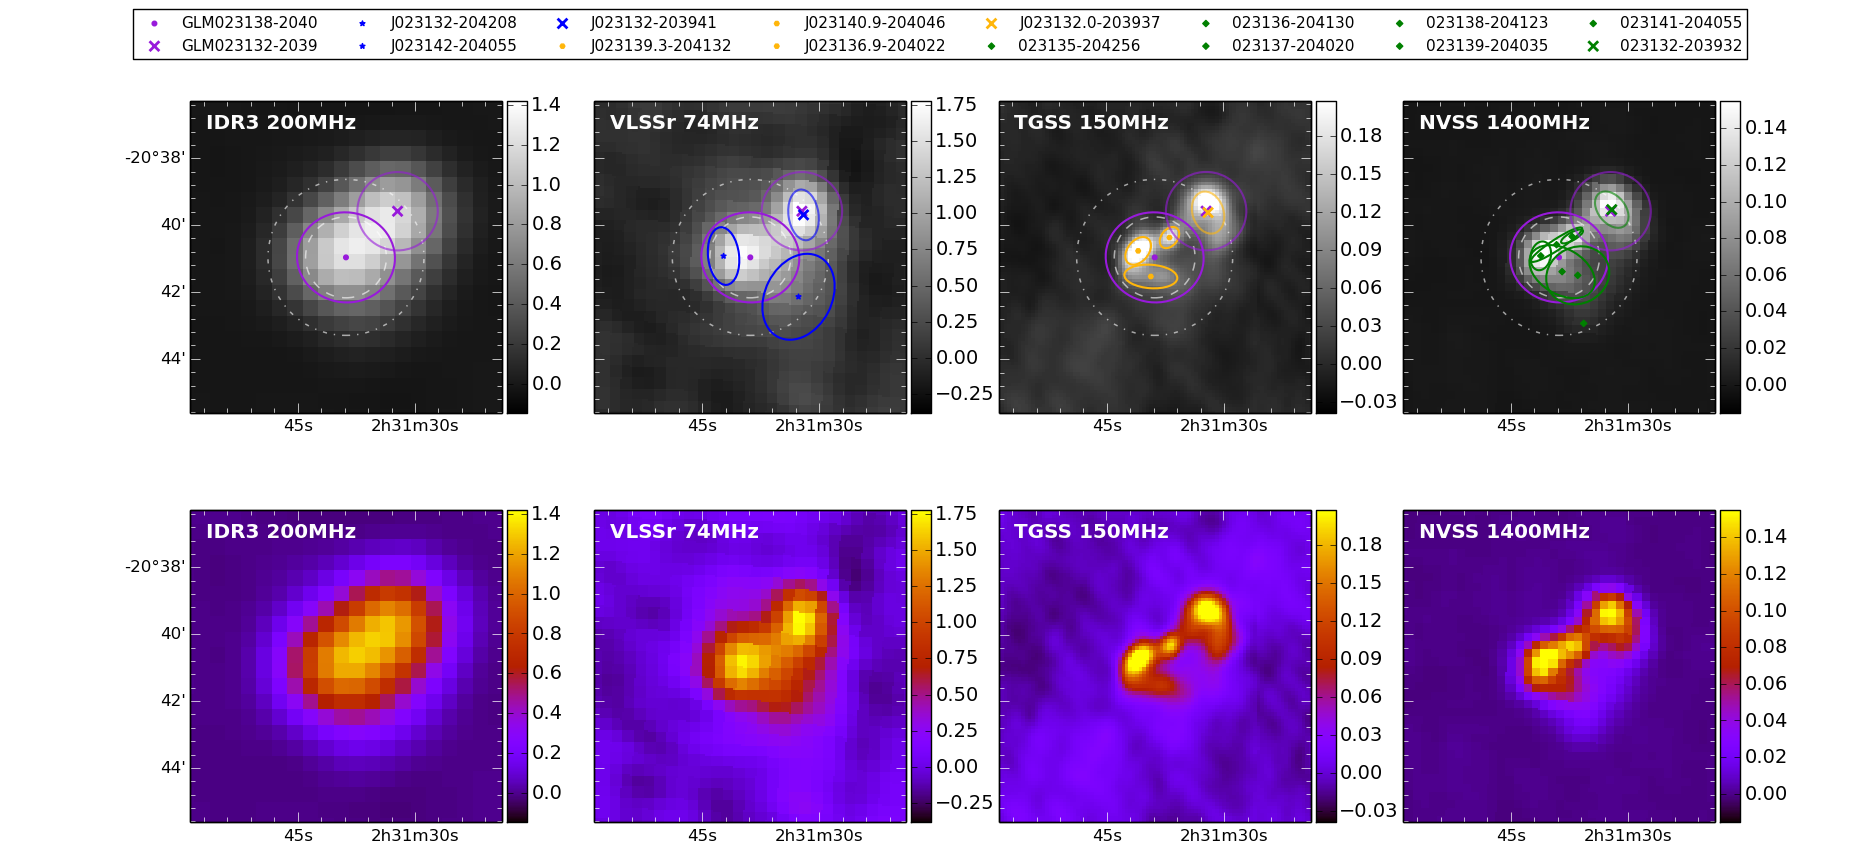 GLM023138-2040 J023132-204208 J023132-203941 J023140.9-204046 J023132.0-203937 023136-204130 023138-204123 023141-204055
GLM023132-2039 J023142-204055 J023139.3-204132 J023136.9-204022 023135-204256 023137-204020 023139-204035 023132-203932
IDR3 200MHz VLSSr 74MHz TGSS 150MHz NVSS 1400MHz
1.4 1.75
1.50 0.18 0.14
-20°38' 1.2 0.15 0.12
1.0 1.25 0.12 0.10
40' 0.8 1.00 0.09 0.08
0.6 0.75 0.06 0.06
42' 0.4 0.50 0.03 0.04
0.2 0.25 0.00 0.02
44' 0.0 0.00 −0.03 0.00
−0.25
45s 2h31m30s 45s 2h31m30s 45s 2h31m30s 45s 2h31m30s
IDR3 200MHz VLSSr 74MHz TGSS 150MHz NVSS 1400MHz
1.4 1.75
1.50 0.18 0.14
-20°38' 1.2 0.15 0.12
1.0 1.25 0.12 0.10
40' 0.8 1.00 0.09 0.08
0.6 0.75 0.06 0.06
42' 0.4 0.50 0.03 0.04
0.2 0.25 0.00 0.02
44' 0.0 0.00 −0.03 0.00
−0.25
45s 2h31m30s 45s 2h31m30s 45s 2h31m30s 45s 2h31m30s